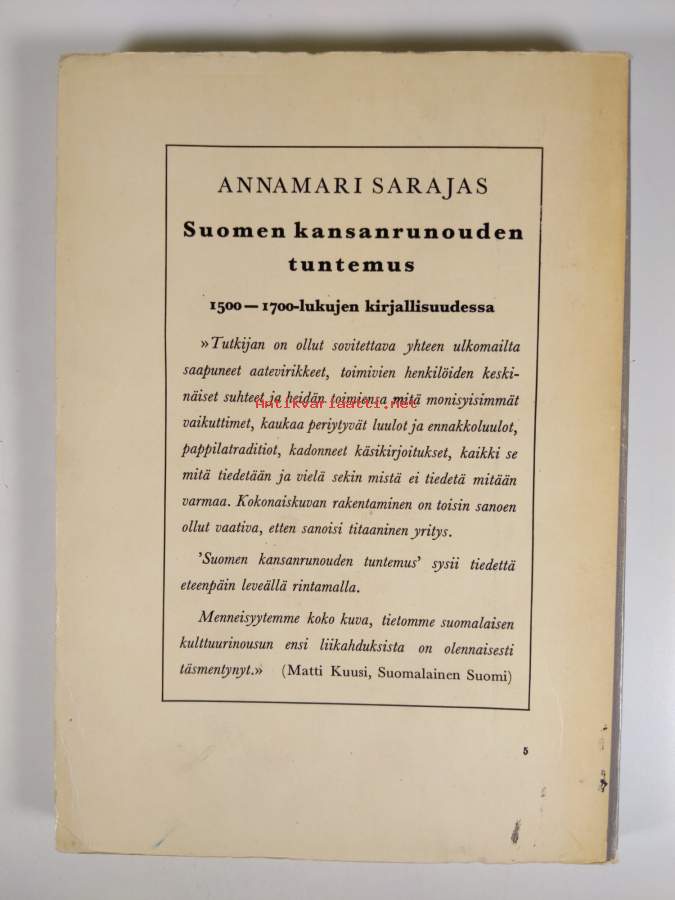 ANNAMARI SARAJAS
Suomen kansanrunouden
tuntemus
1500—1700-lukujen kirjallisuudessa
»Tutkijan on ollut sovitettava yhteen ulkomailta
saapuneet aatevirikkeet, toimivien henkilöiden keski-
näiset suhteet ja heidän toimiensa mitä monisyisimmät
Antikvariaatti.net
vaikuttimet, kaukaa periytyvät luulot ja ennakkoluulot,
pappilatraditiot, kadonneet käsikirjoitukset, kaikki se
mitä tiedetään ja vielä sekin mistä ei tiedetä mitään
varmaa. Kokonaiskuvan rakentaminen on toisin sanoen
ollut vaativa, etten sanoisi titaaninen yritys.
'Suomen kansanrunouden tuntemus' sysii tiedettä
eteenpäin leveällä rintamalla.
Menneisyytemme koko kuva, tietomme suomalaisen
kulttuurinousun ensi liikahduksista on olennaisesti
täsmentynyt.» (Matti Kuusi, Suomalainen Suomi)
5